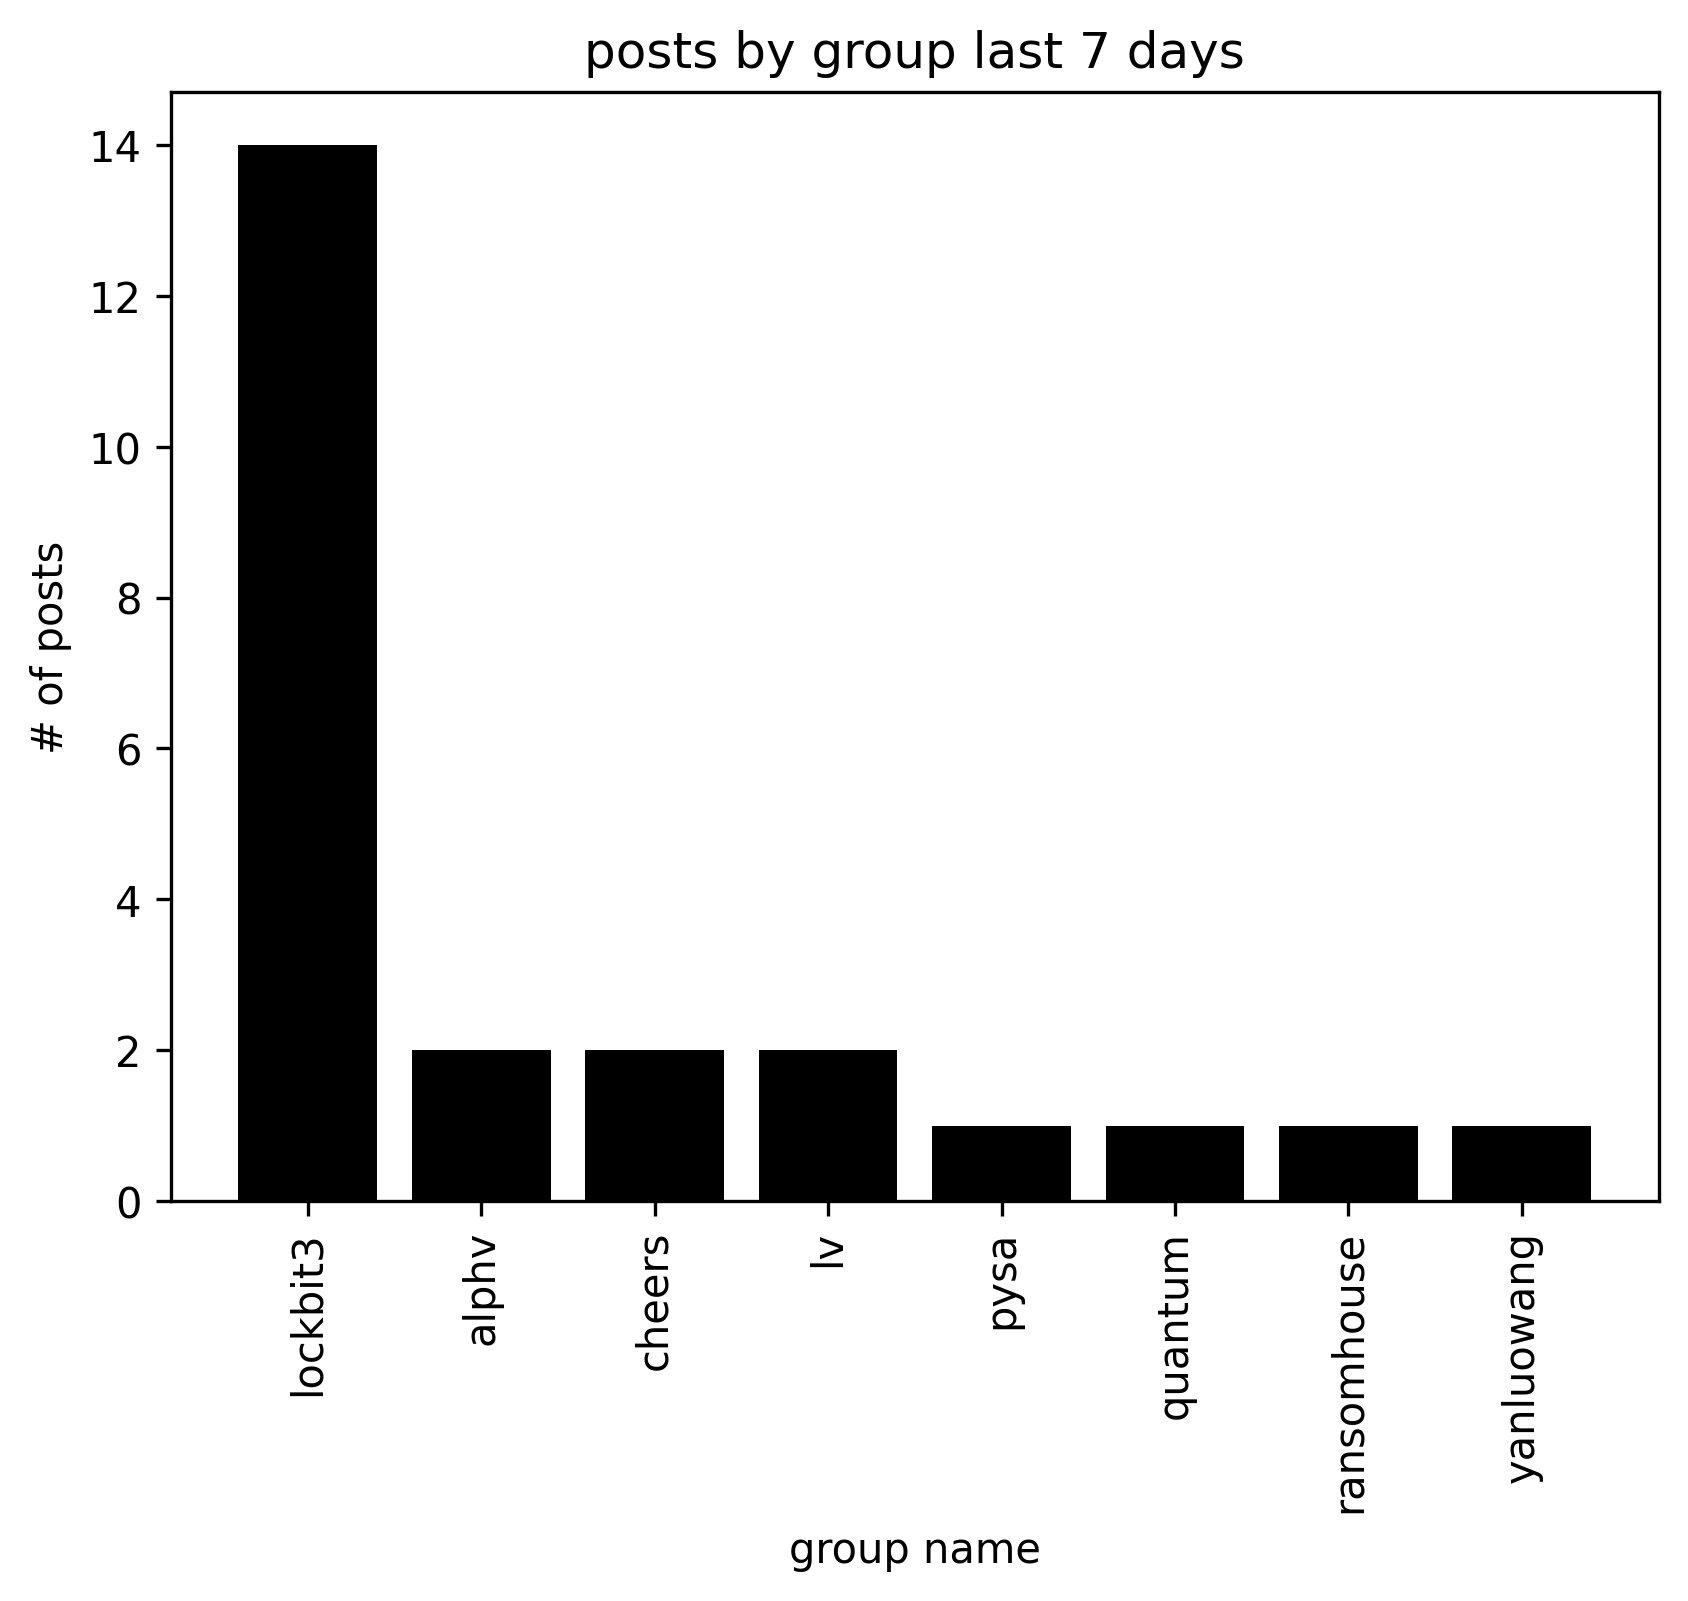 posts by group last 7 days
# of posts
14
12
10
8
6
4
2
0
lockbit3
alphv
cheers
lv
pysa
quantum
ransomhouse
yanluowang
group name